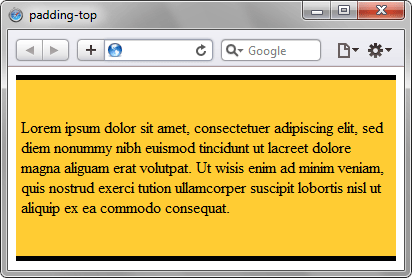 padding-top
Google
Lorem ipsum dolor sit amet, consectetuer adipiscing elit, sed
diem nonummy nibh euismod tincidunt ut lacreet dolore
magna aliguam erat volutpat. Ut wisis enim ad minim veniam,
quis nostrud exerci tution ullamcorper suscipit lobortis nisl ut
aliquip ex ea commodo consequat.